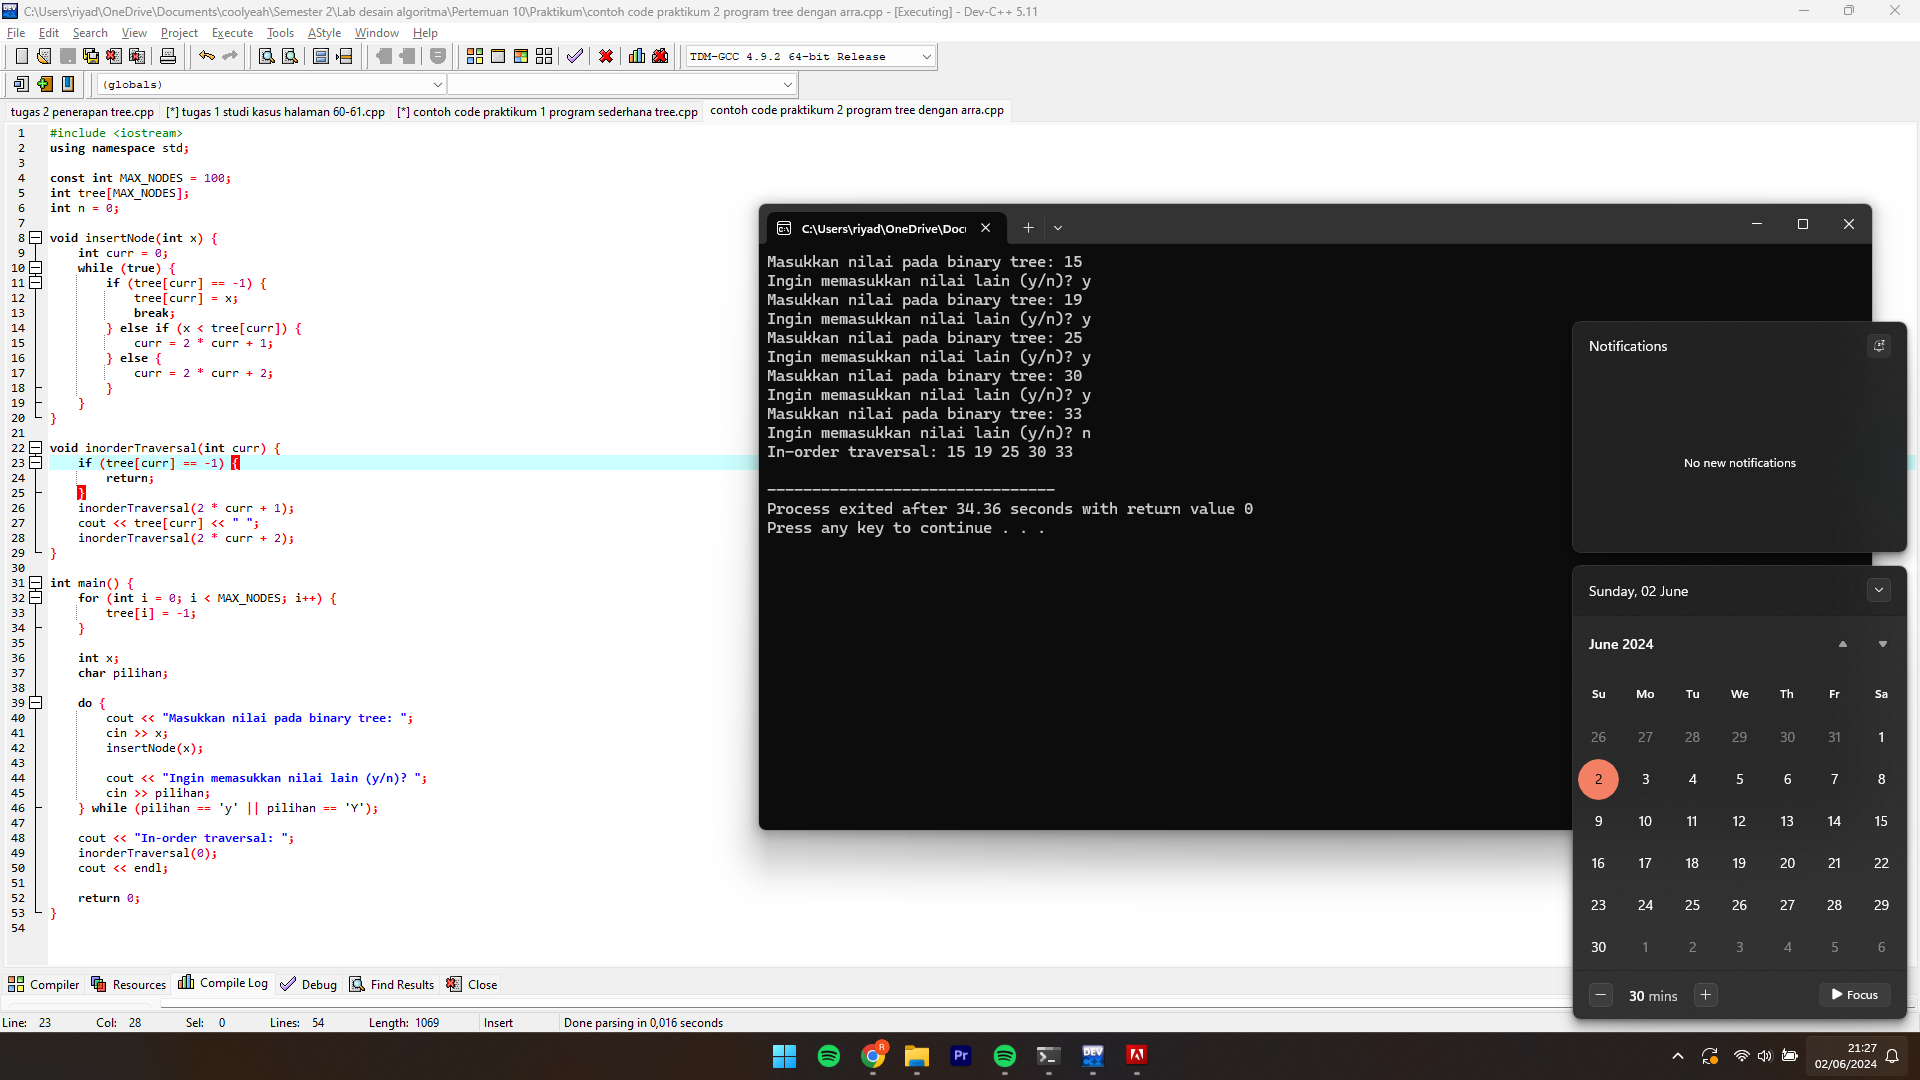 C:\Users\riyad\OneDrive\Documents\coolyeah\Semester 2\Lab desain algoritma\Pertemuan 10\Praktikum\contoh code praktikum 2 program tree dengan arra.cpp - [Executing] - Dev-C++ 5.11
File Edit Search View Project Execute Tools AStyle Window Help
TDM-GCC 4.9.2 64-bit Release
(globals)
tugas 2 penerapan tree.cpp [*] tugas 1 studi kasus halaman 60-61.cpp [*] contoh code praktikum 1 program sederhana tree.cpp contoh code praktikum 2 program tree dengan arra.cpp
1 #include <iostream>
2 using namespace std;
3
4 const int MAX_NODES = 100;
5 int tree[MAX_NODES];
6 int n = 0;
7
8 void insertNode(int x) {
9 int curr = 0;
10 while (true) {
11 if (tree[curr] == -1) {
12 tree[curr] = x;
13 break;
14 } else if (x < tree[curr]) {
15 curr = 2 * curr + 1;
16 } else {
17 curr = 2 * curr + 2;
18 }
19 }
20 }
21
22 void inorderTraversal(int curr) {
23 if (tree[curr] == -1) {
24 return;
25 }
26 inorderTraversal(2 * curr + 1);
27 cout << tree[curr] << " ";
28 inorderTraversal(2 * curr + 2);
29 }
30
31 int main() {
32 for (int i = 0; i < MAX_NODES; i++) {
33 tree[i] = -1;
34 }
35
36 int x;
37 char pilihan;
38
39 do {
40 cout << "Masukkan nilai pada binary tree: ";
41 cin >> x;
42 insertNode(x);
43
44 cout << "Ingin memasukkan nilai lain (y/n)? ";
45 cin >> pilihan;
46 } while (pilihan == 'y' || pilihan == 'Y');
47
48 cout << "In-order traversal: ";
49 inorderTraversal(0);
50 cout << endl;
51
52 return 0;
53 }
54
C:\Users\riyad\OneDrive\Docu
Masukkan nilai pada binary tree: 15
Ingin memasukkan nilai lain (y/n)? y
Masukkan nilai pada binary tree: 19
Ingin memasukkan nilai lain (y/n)? y
Masukkan nilai pada binary tree: 25
Ingin memasukkan nilai lain (y/n)? y
Masukkan nilai pada binary tree: 30
Ingin memasukkan nilai lain (y/n)? y
Masukkan nilai pada binary tree: 33
Ingin memasukkan nilai lain (y/n)? n
In-order traversal: 15 19 25 30 33
--------------------------------
Process exited after 34.36 seconds with return value 0
Press any key to continue . . .
Notifications
No new notifications
Sunday, 02 June
June 2024
Su Mo Tu We Th Fr Sa
26 27 28 29 30 31 1
2 3 4 5 6 7 8
9 10 11 12 13 14 15
16 17 18 19 20 21 22
23 24 25 26 27 28 29
30 1 2 3 4 5 6
30 mins
Focus
Compiler Resources Compile Log Debug Find Results Close
Line: 23 Col: 28 Sel: 0 Lines: 54 Length: 1069 Insert Done parsing in 0,016 seconds
R
Pr
DEV
21:27
02/06/2024